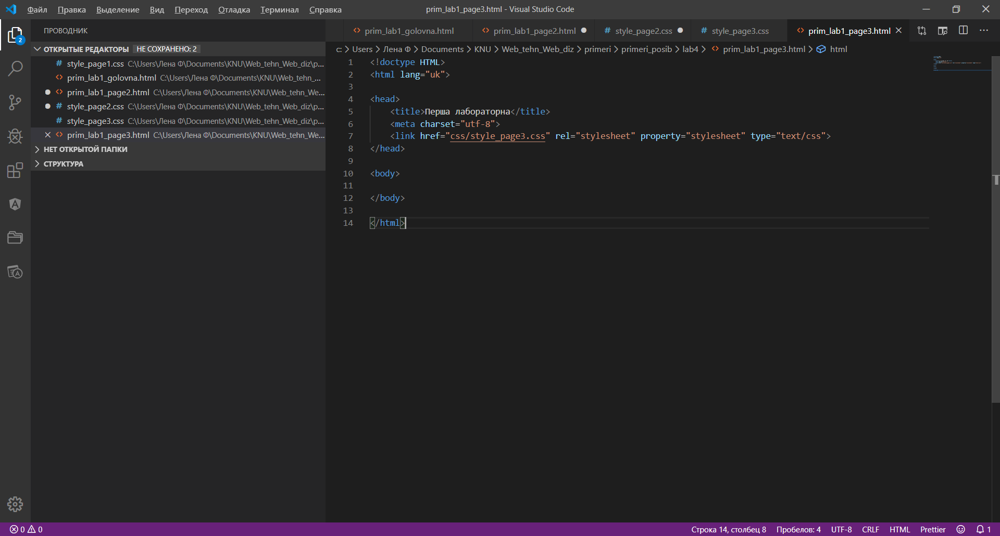 Файл Правка Выделение Вид Переход Отладка Терминал Справка prim_lab1_page3.html - Visual Studio Code
ПРОВОДНИК
ОТКРЫТЫЕ РЕДАКТОРЫ НЕ СОХРАНЕНО: 2
# style_page1.css C:\Users\Лена Ф\Documents\KNU\Web_tehn_Web_diz\p...
<> prim_lab1_golovna.html C:\Users\Лена Ф\Documents\KNU\Web_tehn_...
<> prim_lab1_page2.html C:\Users\Лена Ф\Documents\KNU\Web_tehn_We...
# style_page2.css C:\Users\Лена Ф\Documents\KNU\Web_tehn_Web_diz\p...
# style_page3.css C:\Users\Лена Ф\Documents\KNU\Web_tehn_Web_diz\p...
<> prim_lab1_page3.html C:\Users\Лена Ф\Documents\KNU\Web_tehn_We...
НЕТ ОТКРЫТОЙ ПАПКИ
СТРУКТУРА
2
<> prim_lab1_golovna.html <> prim_lab1_page2.html # style_page2.css # style_page3.css <> prim_lab1_page3.html
c: > Users > Лена Ф > Documents > KNU > Web_tehn_Web_diz > primeri > primeri_posib > lab4 > <> prim_lab1_page3.html > html
1 <!doctype HTML>
2 <html lang="uk">
3
4 <head>
5 <title>Перша лабораторна</title>
6 <meta charset="utf-8">
7 <link href="css/style_page3.css" rel="stylesheet" property="stylesheet" type="text/css">
8 </head>
9
10 <body>
11
12 </body>
13
14 </html>
0 0 Строка 14, столбец 8 Пробелов: 4 UTF-8 CRLF HTML Prettier 1